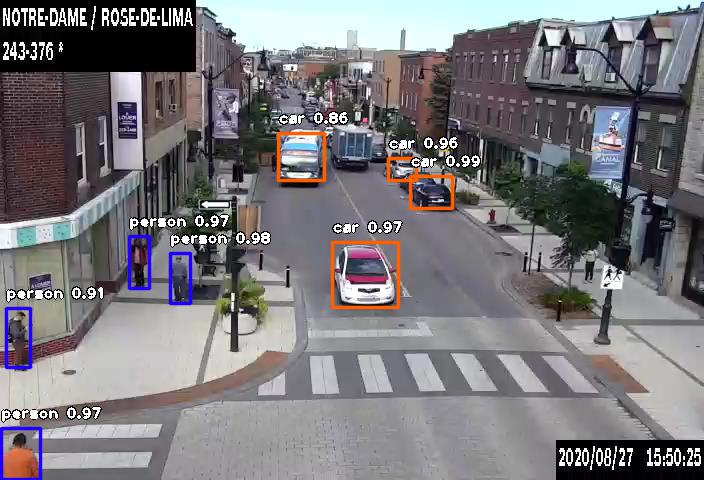 NOTRE-DAME / ROSE-DE-LIMA
243-376 *
car 0.86
car 0.96
car 0.99
person 0.97
person 0.98
car 0.97
person 0.91
person 0.97
À LOUER
CANAL
2020/08/27 15:50:25